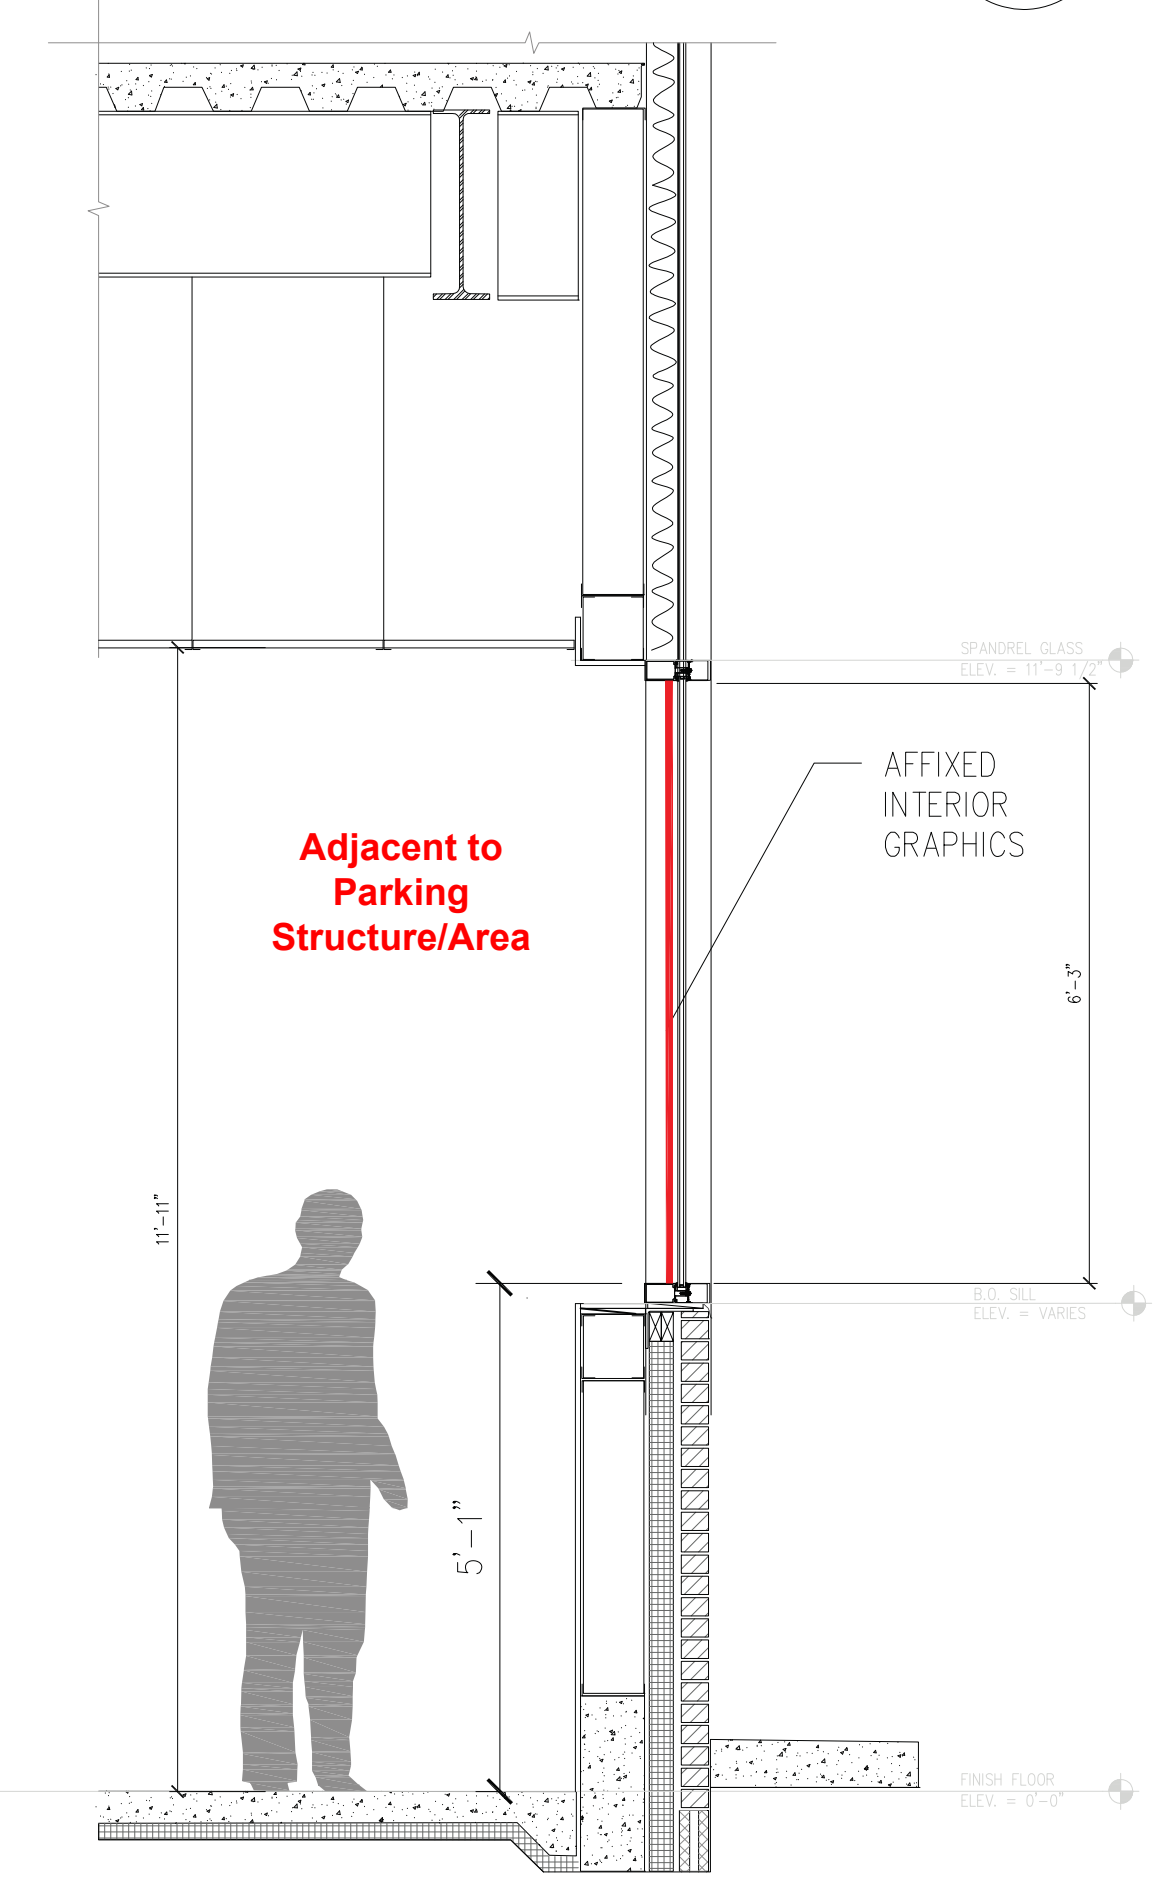 SPANDREL GLASS
ELEV. = 11'-9 1/2"
AFFIXED
INTERIOR
GRAPHICS
Adjacent to
Parking
Structure/Area
6'-3"
11'-11"
B.O. SILL
ELEV. = VARIES
5'-1"
FINISH FLOOR
ELEV. = 0'-0"